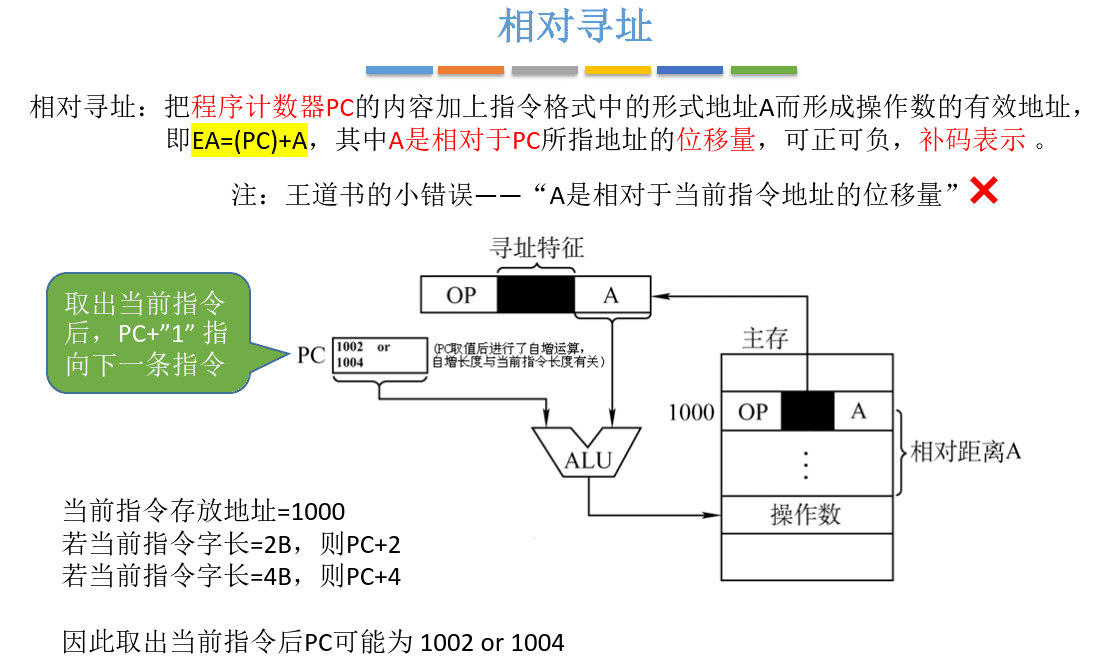 相对寻址
相对寻址：把程序计数器PC的内容加上指令格式中的形式地址A而形成操作数的有效地址，
即EA=(PC)+A，其中A是相对于PC所指地址的位移量，可正可负，补码表示 。
注：王道书的小错误——“A是相对于当前指令地址的位移量”
寻址特征
OP
A
取出当前指令
后，PC+”1” 指
向下一条指令
PC
1002 or
1004
(PC取值后进行了自增运算，
自增长度与当前指令长度有关)
主存
1000
OP
A
相对距离A
ALU
操作数
当前指令存放地址=1000
若当前指令字长=2B，则PC+2
若当前指令字长=4B，则PC+4
因此取出当前指令后PC可能为 1002 or 1004